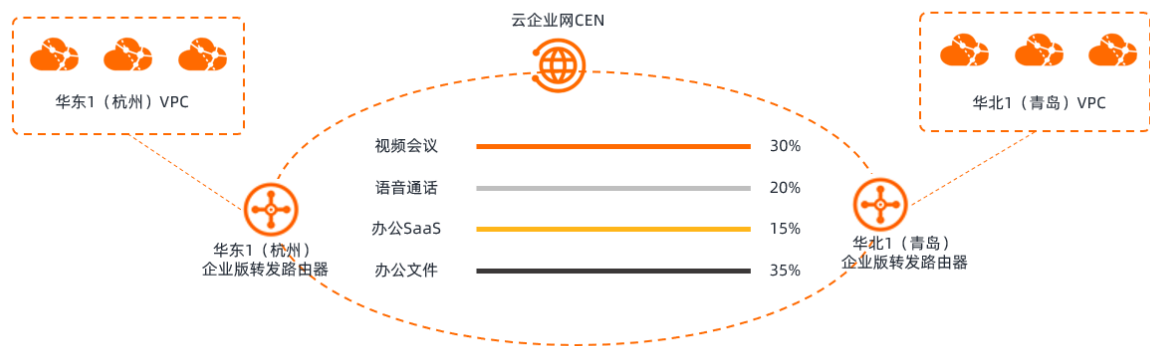 云企业网CEN
华东1（杭州）VPC
华北1（青岛）VPC
视频会议
30%
语音通话
20%
办公SaaS
15%
办公文件
35%
华东1（杭州）
企业版转发路由器
华北1（青岛）
企业版转发路由器